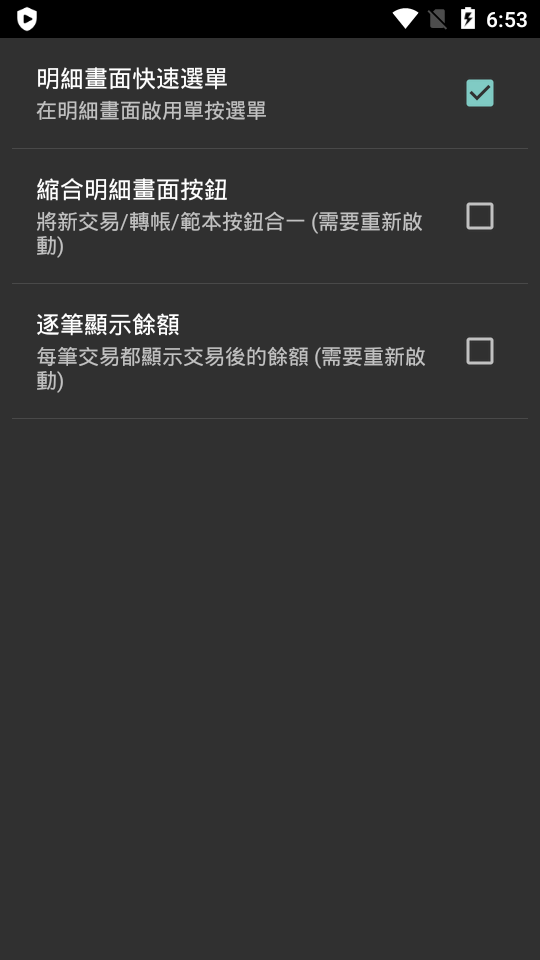 6:53
明細畫面快速選單
在明細畫面啟用單按選單
縮合明細畫面按鈕
將新交易/轉帳/範本按鈕合一 (需要重新啟
動)
逐筆顯示餘額
每筆交易都顯示交易後的餘額 (需要重新啟
動)